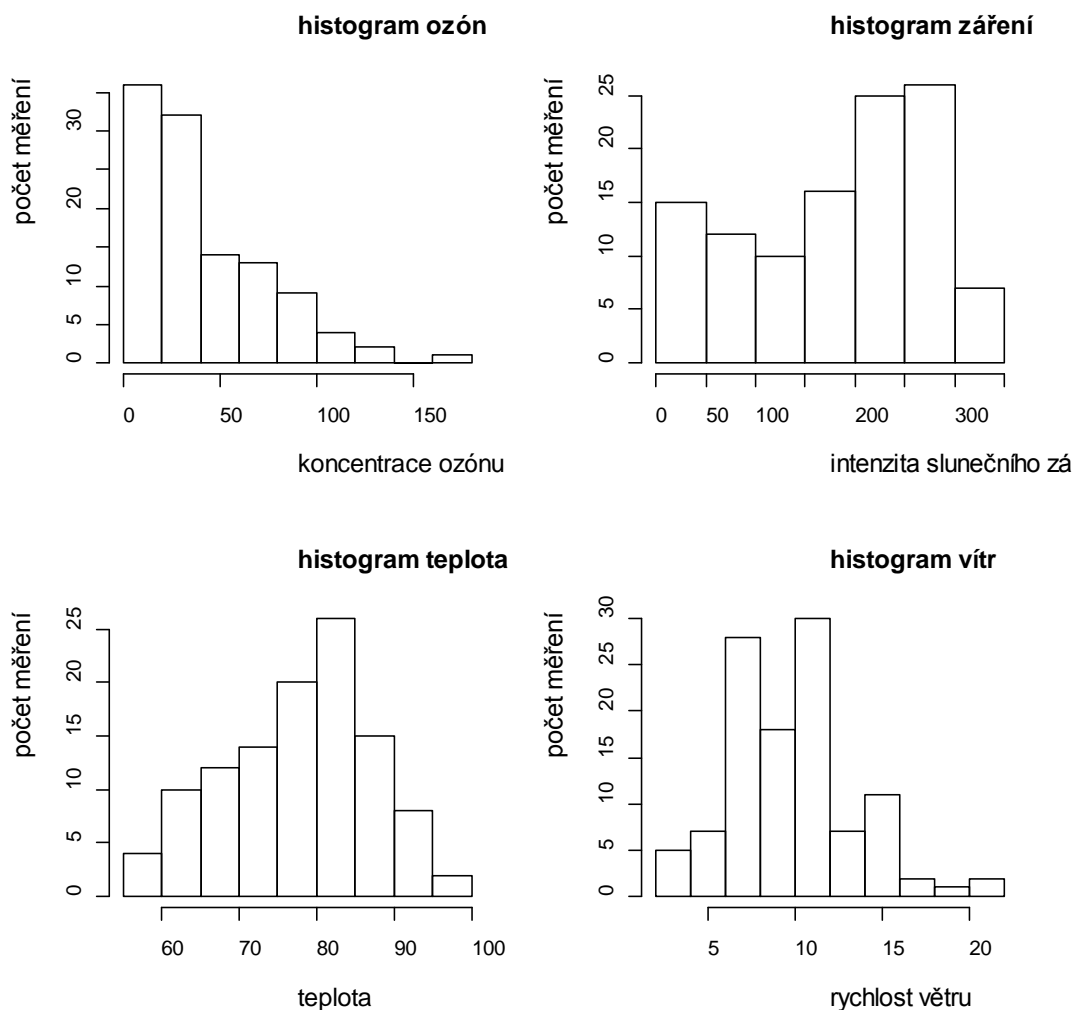 histogram ozón
počet měření
0 5 10 20 30
0 50 100 150
koncentrace ozónu
histogram záření
počet měření
0 5 10 15 20 25
0 50 100 200 300
intenzita slunečního zá
histogram teplota
počet měření
0 5 10 15 20 25
60 70 80 90 100
teplota
histogram vítr
počet měření
0 5 10 15 20 25 30
5 10 15 20
rychlost větru